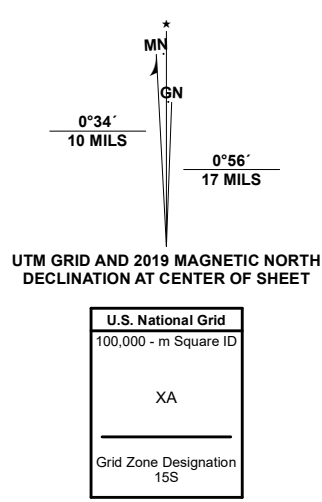 MN
GN
0°34´
10 MILS
0°56´
17 MILS
UTM GRID AND 2019 MAGNETIC NORTH
DECLINATION AT CENTER OF SHEET
U.S. National Grid
100,000 - m Square ID
XA
Grid Zone Designation
15S